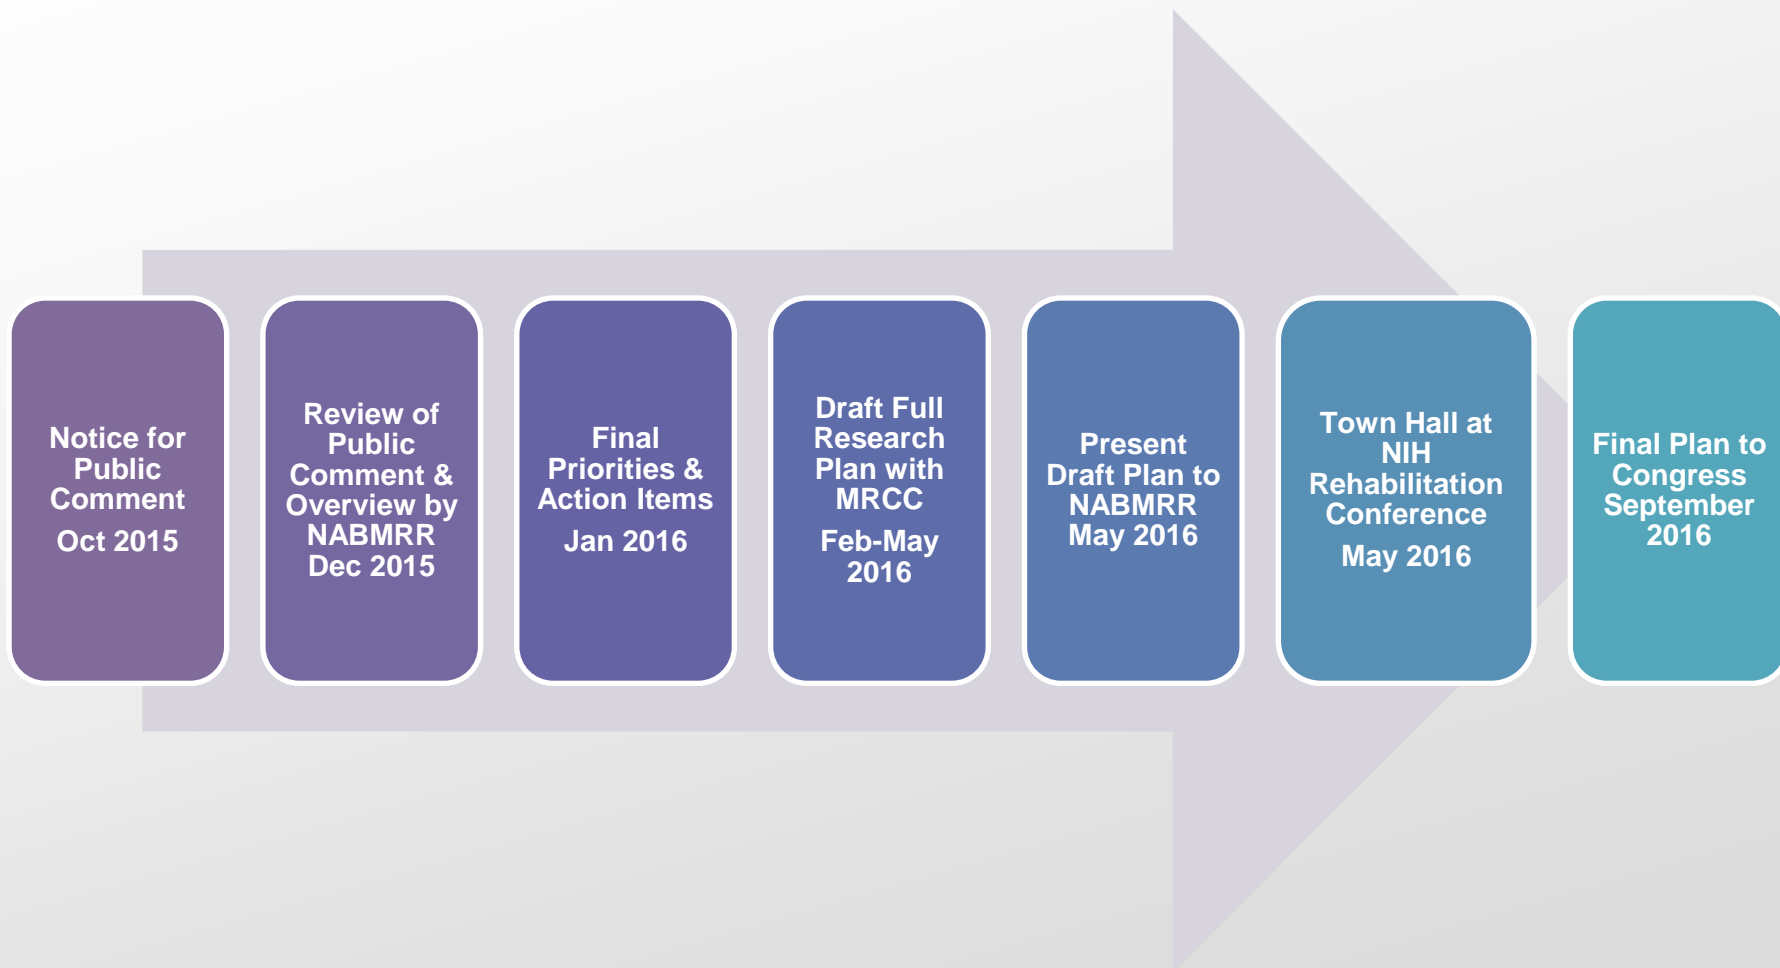 Notice for
Public
Comment
Oct 2015
Review of
Public
Comment &
Overview by
NABMRR
Dec 2015
Final
Priorities &
Action Items
Jan 2016
Draft Full
Research
Plan with
MRCC
Feb-May
2016
Present
Draft Plan to
NABMRR
May 2016
Town Hall at
NIH
Rehabilitation
Conference
May 2016
Final Plan to
Congress
September
2016